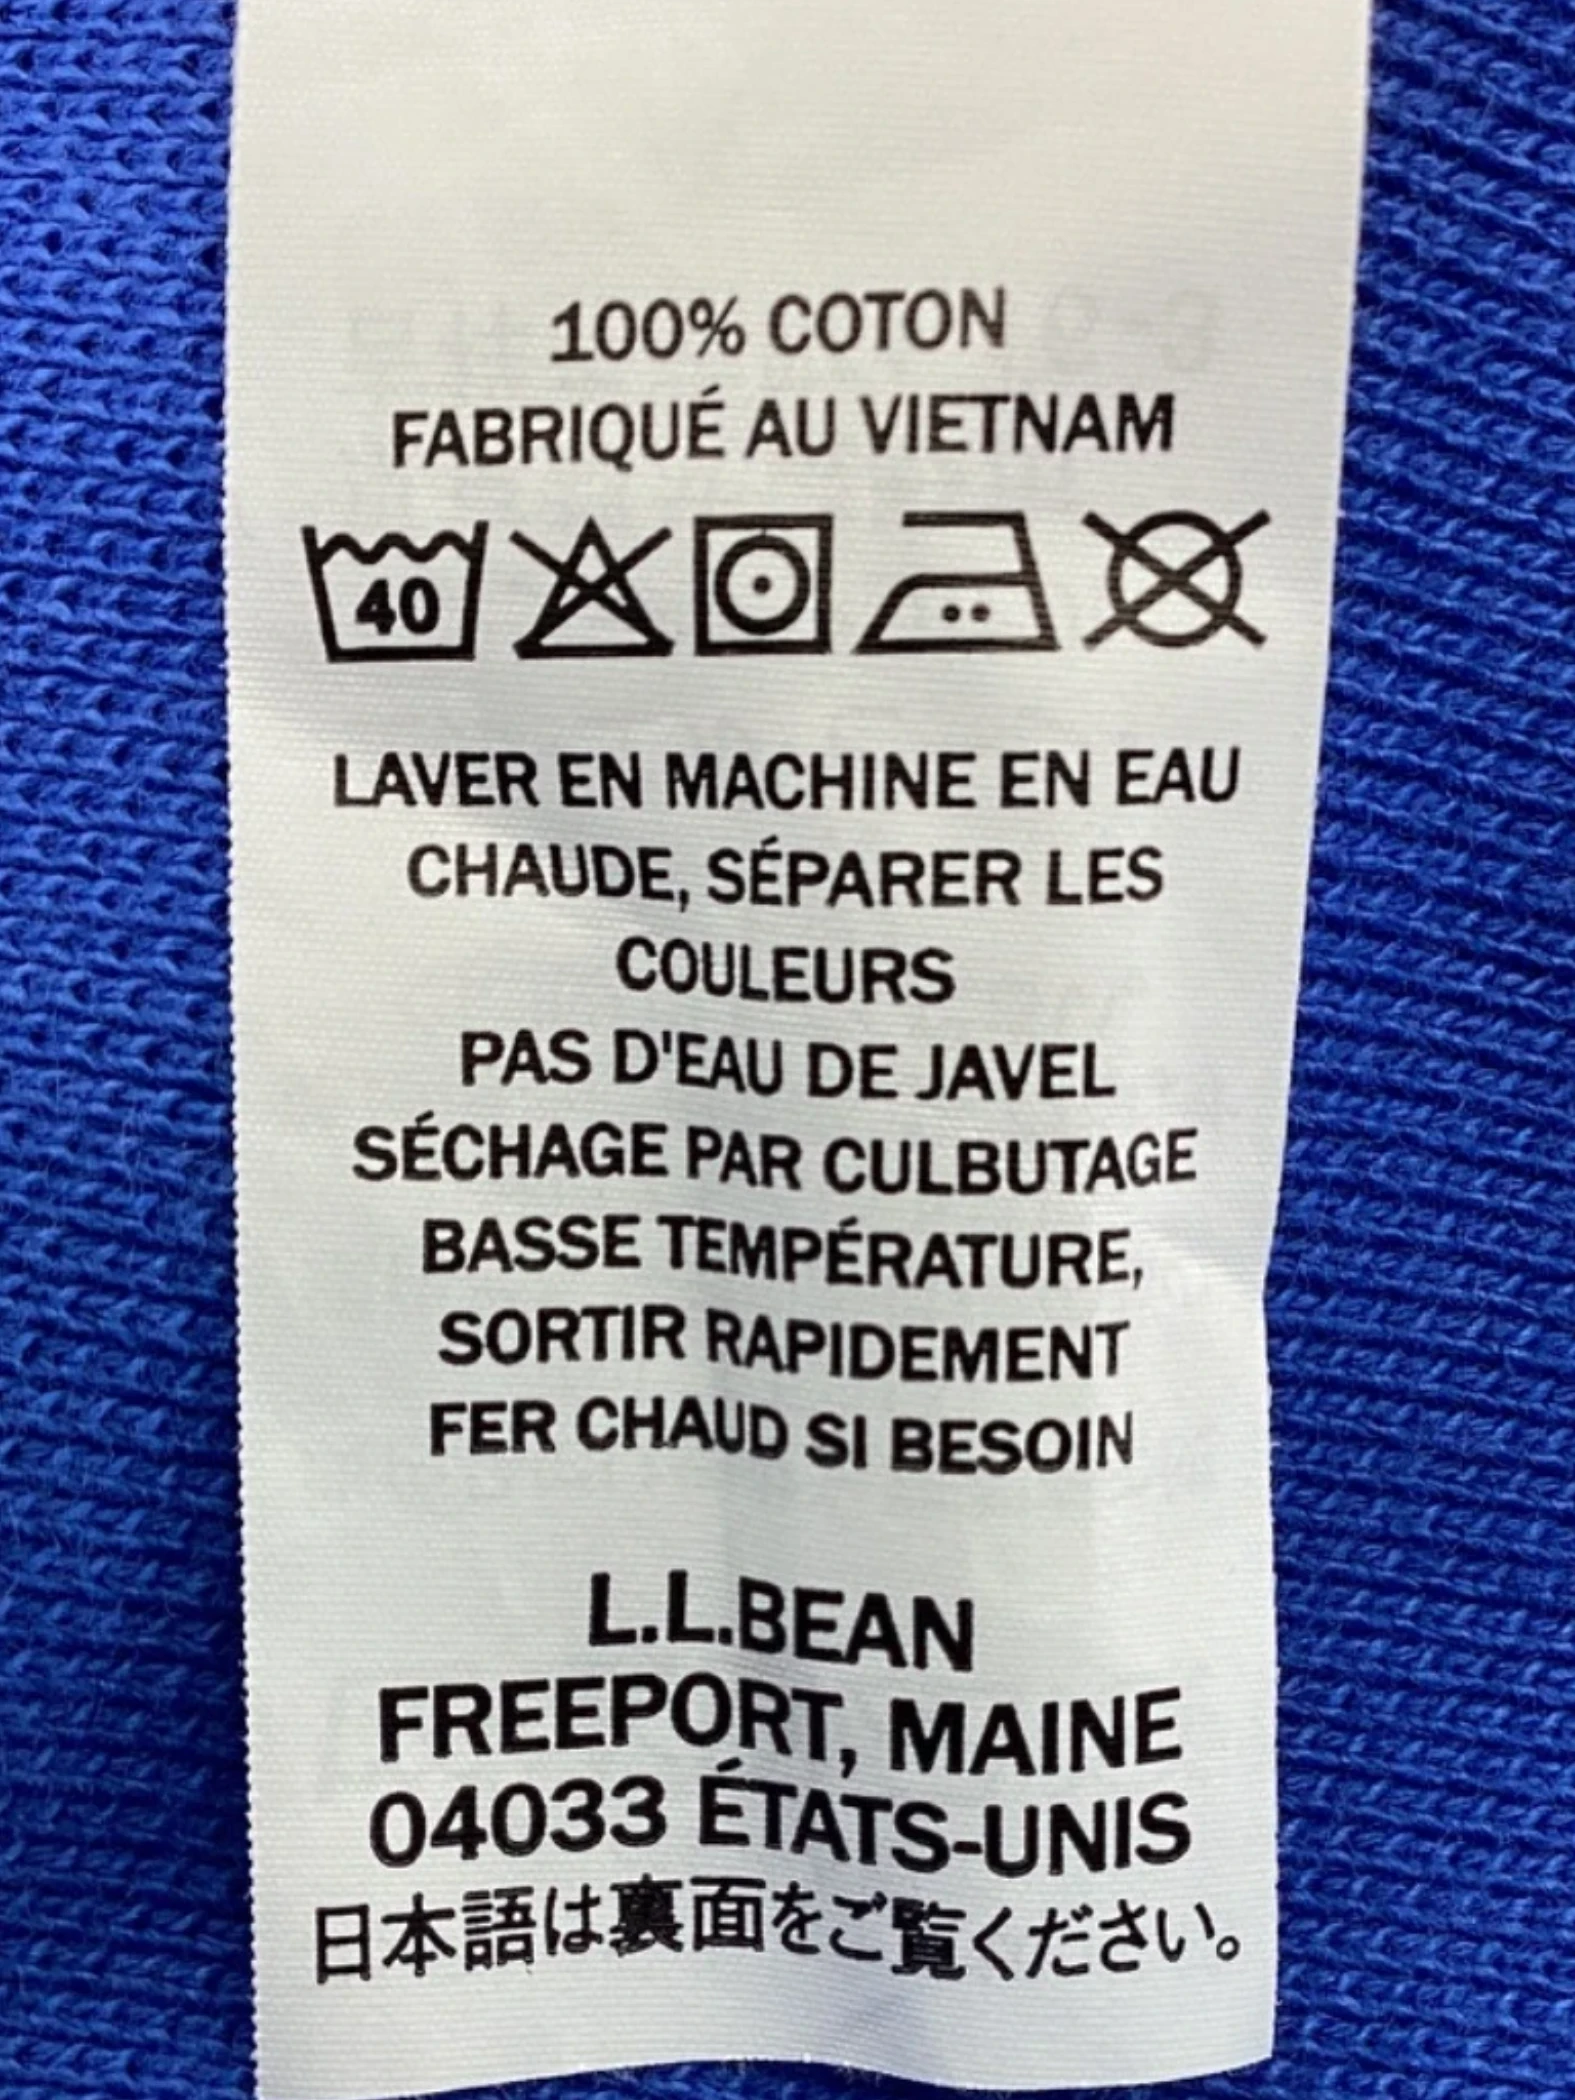 100% COTON
FABRIQUÉ AU VIETNAM
40
LAVER EN MACHINE EN EAU
CHAUDE, SÉPARER LES
COULEURS
PAS D'EAU DE JAVEL
SÉCHAGE PAR CULBUTAGE
BASSE TEMPÉRATURE,
SORTIR RAPIDEMENT
FER CHAUD SI BESOIN
L.L.BEAN
FREEPORT, MAINE
04033 ÉTATS-UNIS
日本語は裏面をご覧ください。